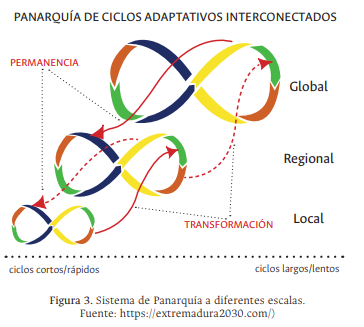 PANARQUÍA DE CICLOS ADAPTATIVOS INTERCONECTADOS
PERMANENCIA
Global
Regional
Local
TRANSFORMACIÓN
ciclos cortos/rápidos
ciclos largos/lentos
Figura 3. Sistema de Panarquía a diferentes escalas.
Fuente: https://extremadura2030.com/)